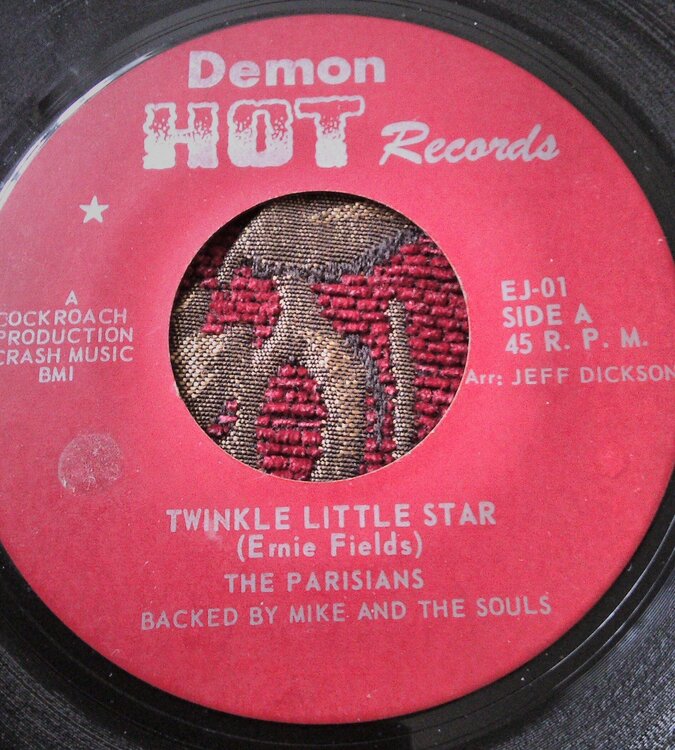 Demon
HOT Records
A
COCKROACH
PRODUCTION
CRASH MUSIC
BMI
EJ-01
SIDE A
45 R. P. M.
Arr: JEFF DICKSON
TWINKLE LITTLE STAR
(Ernie Fields)
THE PARISIANS
BACKED BY MIKE AND THE SOULS